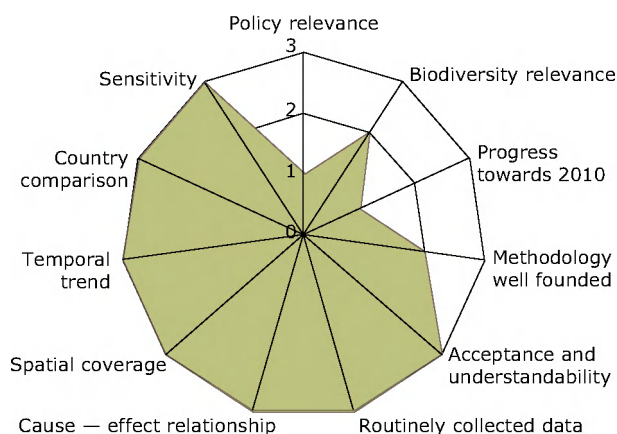 Policy relevance
3
Sensitivity
Biodiversity relevance
2
Country
comparison
Progress
towards 2010
1
0
Temporal
trend
Methodology
well founded
Spatial coverage
Acceptance and
understandability
Cause — effect relationship
Routinely collected data